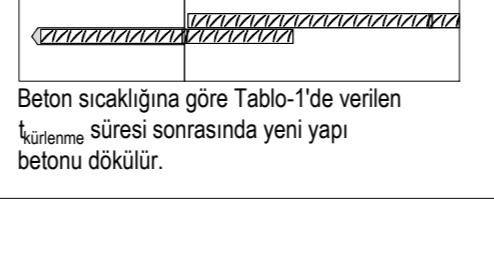 Beton sıcaklığına göre Tablo-1'de verilen
tkürlenme süresi sonrasında yeni yapı
betonu dökülür.